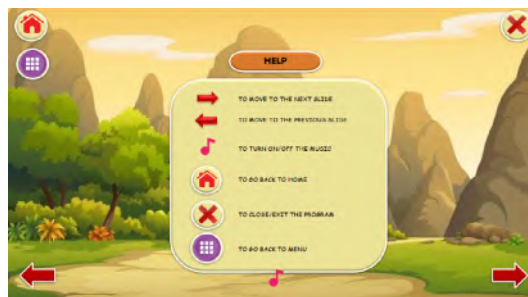 HELP
TO MOVE TO THE NEXT SLIDE
TO MOVE TO THE PREVIOUS SLIDE
TO TURN ON/OFF THE MUSIC
TO GO BACK TO HOME
TO CLOSE/EXIT THE PROGRAM
TO GO BACK TO MENU